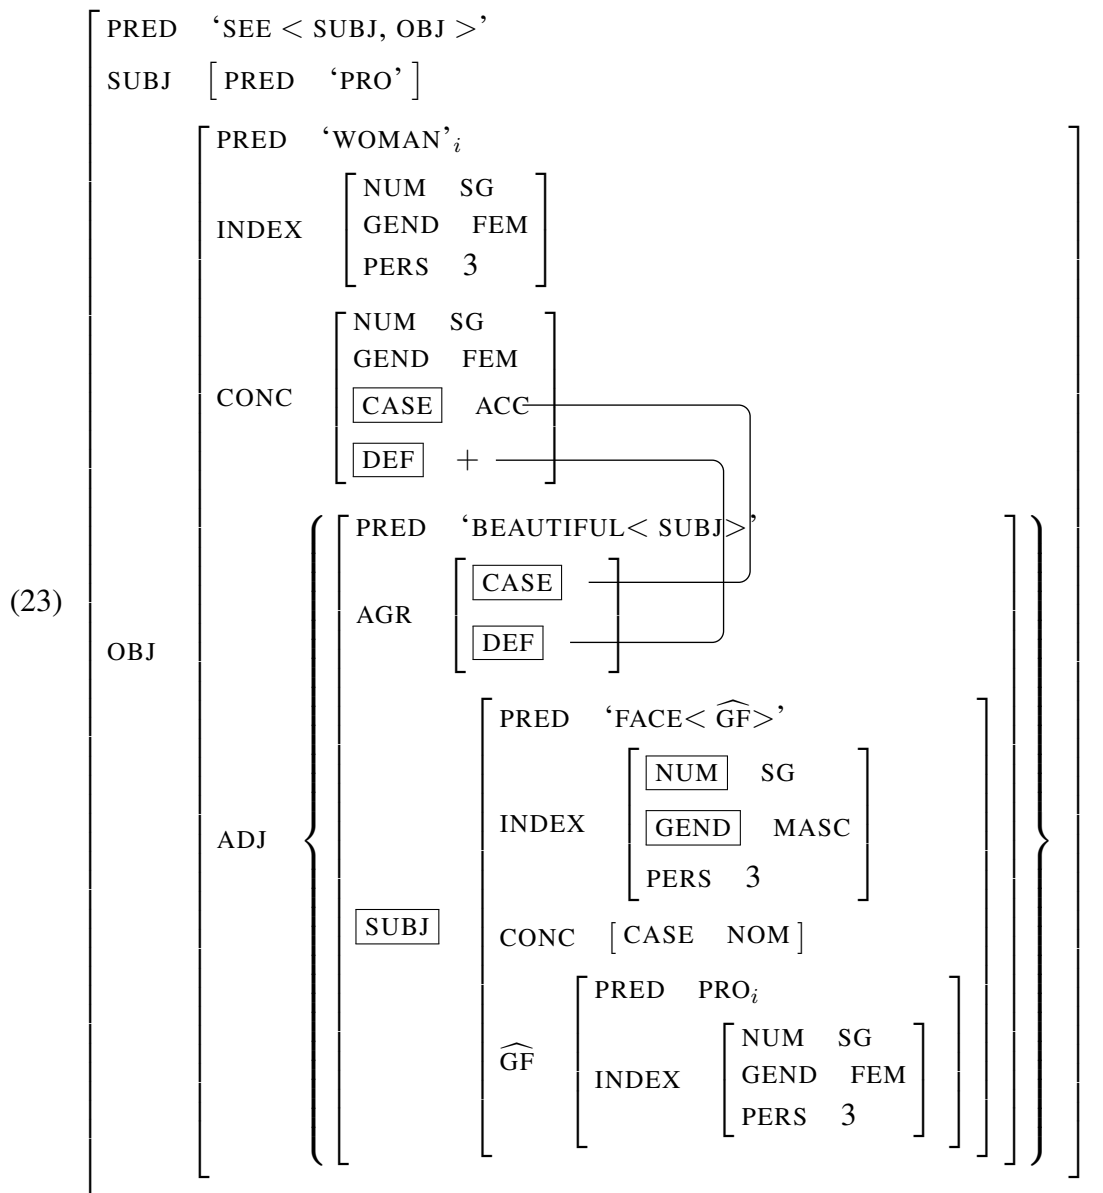 PRED ‘SEE < SUBJ, OBJ >’
SUBJ [ PRED ‘PRO’ ]
PRED ‘WOMAN’i
NUM SG
INDEX GEND FEM
PERS 3
NUM SG
GEND FEM
CONC CASE ACC
DEF +
PRED ‘BEAUTIFUL< SUBJ>’
CASE
(23)
AGR
DEF
OBJ
PRED ‘FACE< ĜF>’
NUM SG
INDEX GEND MASC
ADJ
PERS 3
SUBJ
CONC [ CASE NOM ]
PRED PROi
NUM SG
ĜF
INDEX GEND FEM
PERS 3